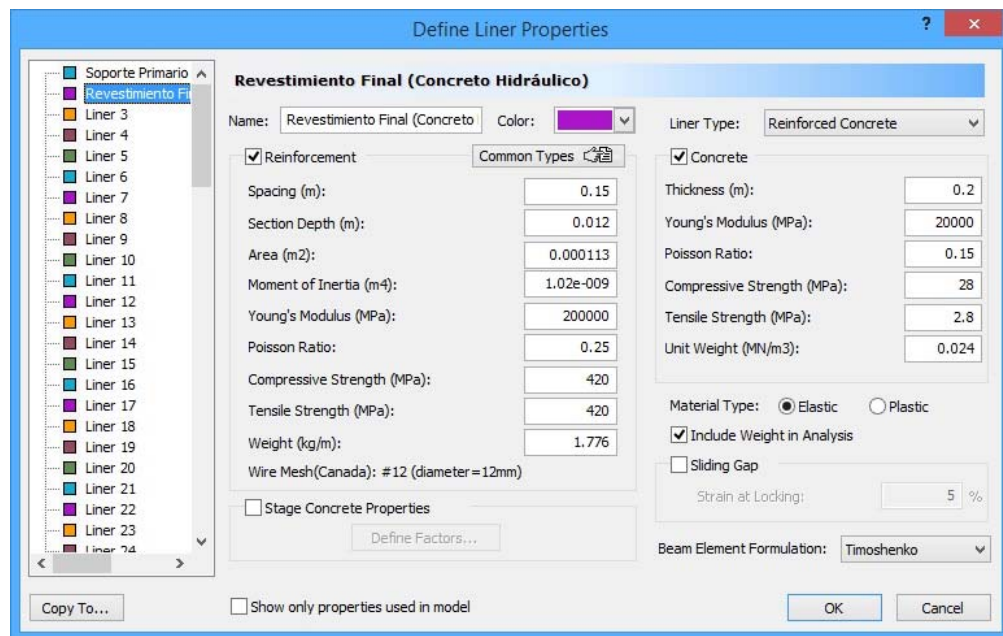 Define Liner Properties
?
×
Soporte Primario
Revestimiento Fi
Liner 3
Liner 4
Liner 5
Liner 6
Liner 7
Liner 8
Liner 9
Liner 10
Liner 11
Liner 12
Liner 13
Liner 14
Liner 15
Liner 16
Liner 17
Liner 18
Liner 19
Liner 20
Liner 21
Liner 22
Liner 23
Liner 24
Revestimiento Final (Concreto Hidráulico)
Name: Revestimiento Final (Concreto Color:
Liner Type: Reinforced Concrete
Reinforcement Common Types
Spacing (m): 0.15
Section Depth (m): 0.012
Area (m2): 0.000113
Moment of Inertia (m4): 1.02e-009
Young's Modulus (MPa): 200000
Poisson Ratio: 0.25
Compressive Strength (MPa): 420
Tensile Strength (MPa): 420
Weight (kg/m): 1.776
Wire Mesh(Canada): #12 (diameter=12mm)
Stage Concrete Properties
Define Factors...
Concrete
Thickness (m): 0.2
Young's Modulus (MPa): 20000
Poisson Ratio: 0.15
Compressive Strength (MPa): 28
Tensile Strength (MPa): 2.8
Unit Weight (MN/m3): 0.024
Material Type: Elastic Plastic
Include Weight in Analysis
Sliding Gap
Strain at Locking: 5 %
Beam Element Formulation: Timoshenko
Copy To...
Show only properties used in model
OK
Cancel